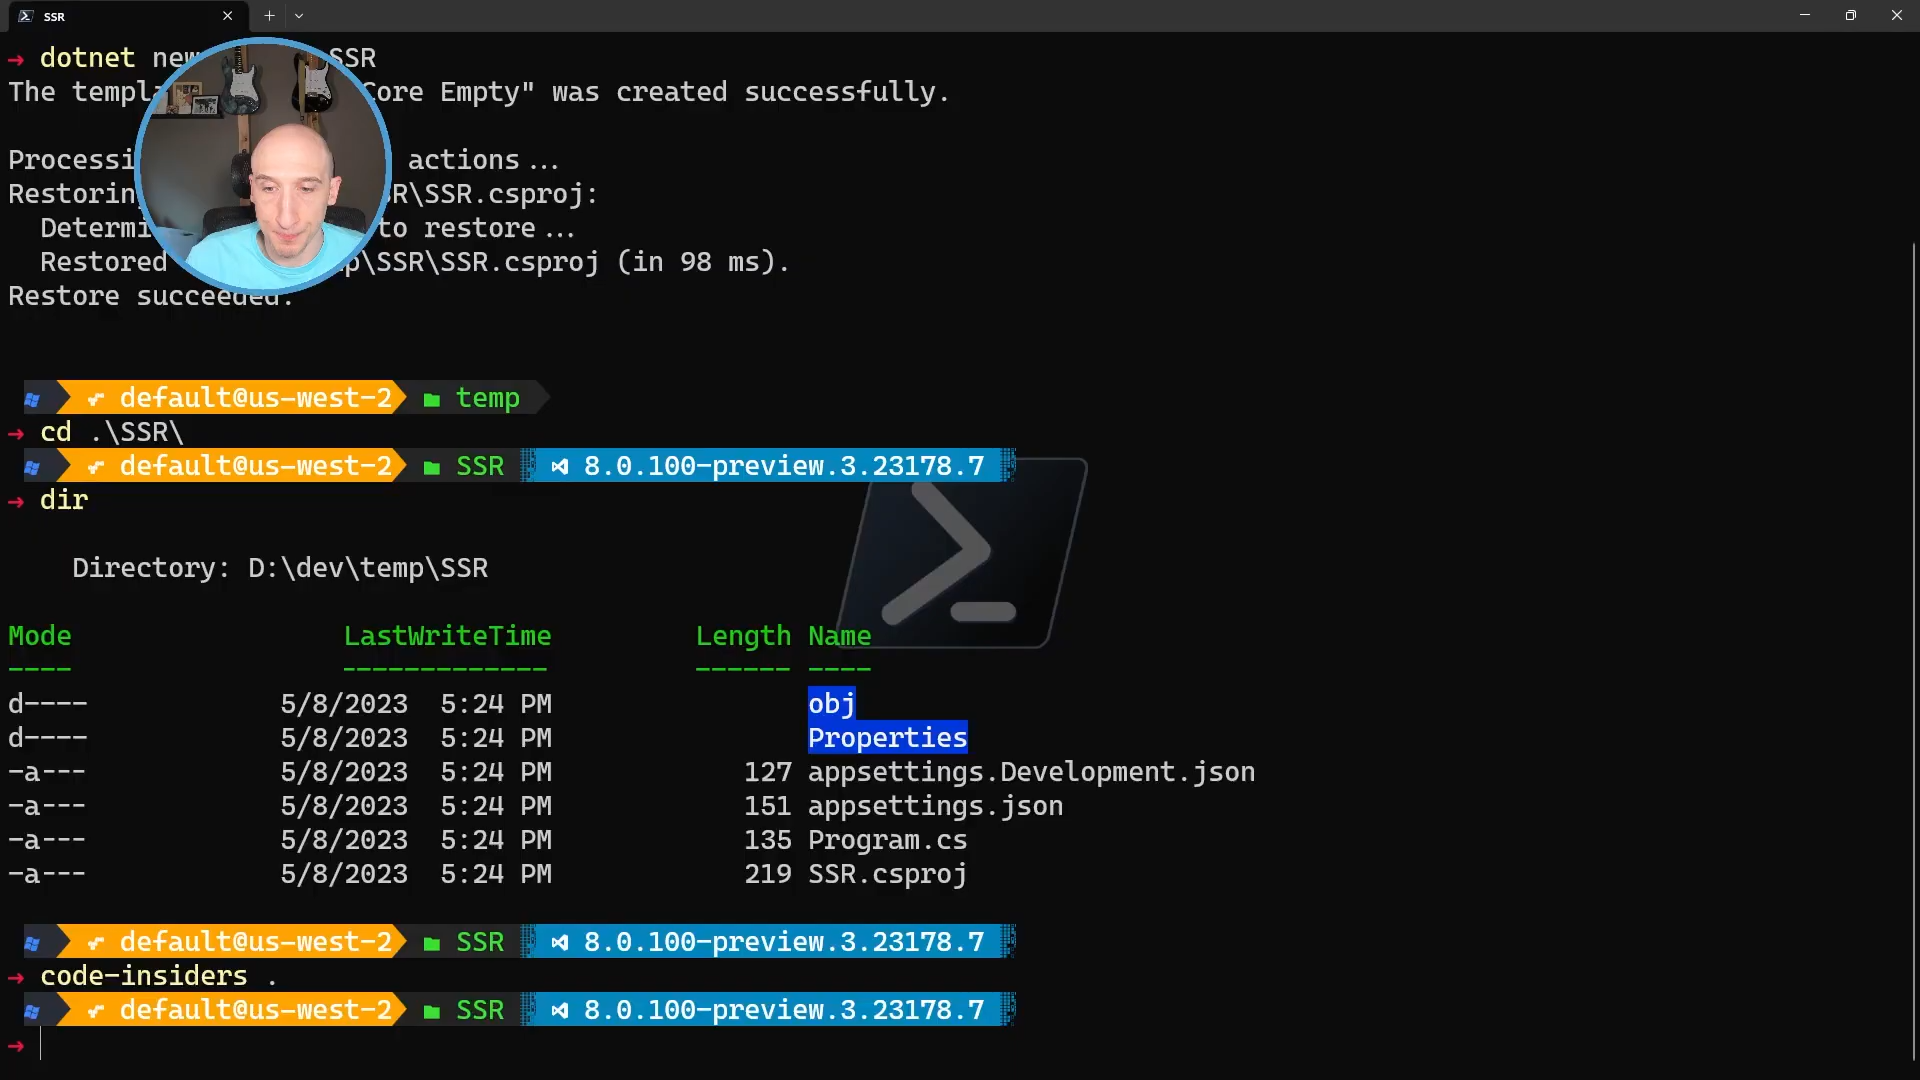 SSR
→ dotnet new SSR
The templ Core Empty" was created successfully.
Processi actions...
Restorin R\SSR.csproj:
Determi to restore...
Restored p\SSR\SSR.csproj (in 98 ms).
Restore succeeded.
default@us-west-2 temp
→ cd .\SSR\
default@us-west-2 SSR 8.0.100-preview.3.23178.7
→ dir
Directory: D:\dev\temp\SSR
Mode LastWriteTime Length Name
---- ------------- ------ ----
d---- 5/8/2023 5:24 PM obj
d---- 5/8/2023 5:24 PM Properties
-a--- 5/8/2023 5:24 PM 127 appsettings.Development.json
-a--- 5/8/2023 5:24 PM 151 appsettings.json
-a--- 5/8/2023 5:24 PM 135 Program.cs
-a--- 5/8/2023 5:24 PM 219 SSR.csproj
default@us-west-2 SSR 8.0.100-preview.3.23178.7
→ code-insiders .
default@us-west-2 SSR 8.0.100-preview.3.23178.7
→